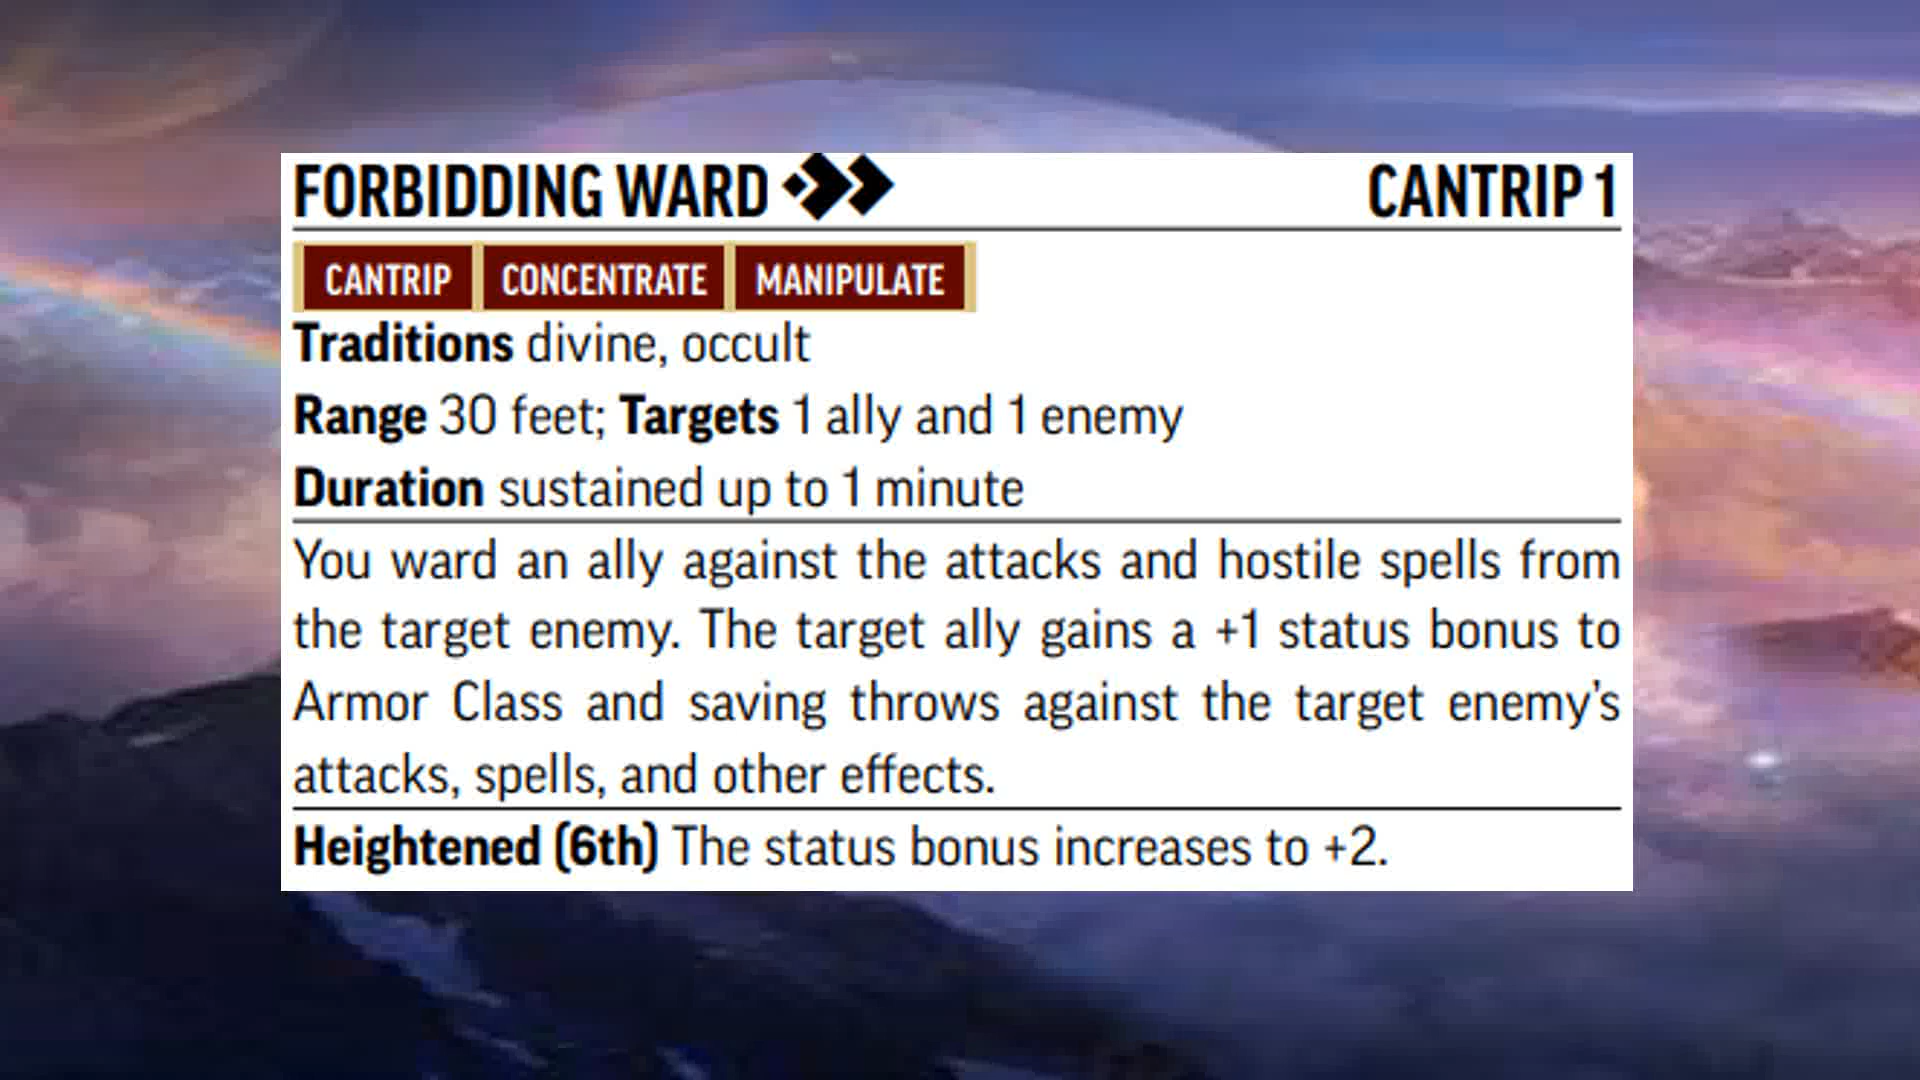 FORBIDDING WARD CANTRIP 1
CANTRIP CONCENTRATE MANIPULATE
Traditions divine, occult
Range 30 feet; Targets 1 ally and 1 enemy
Duration sustained up to 1 minute
You ward an ally against the attacks and hostile spells from
the target enemy. The target ally gains a +1 status bonus to
Armor Class and saving throws against the target enemy’s
attacks, spells, and other effects.
Heightened (6th) The status bonus increases to +2.